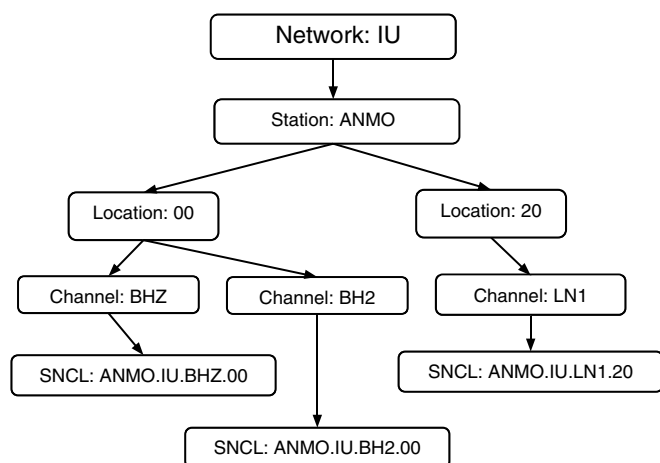 Network: IU
Station: ANMO
Location: 00
Location: 20
Channel: BHZ
Channel: BH2
Channel: LN1
SNCL: ANMO.IU.BHZ.00
SNCL: ANMO.IU.LN1.20
SNCL: ANMO.IU.BH2.00